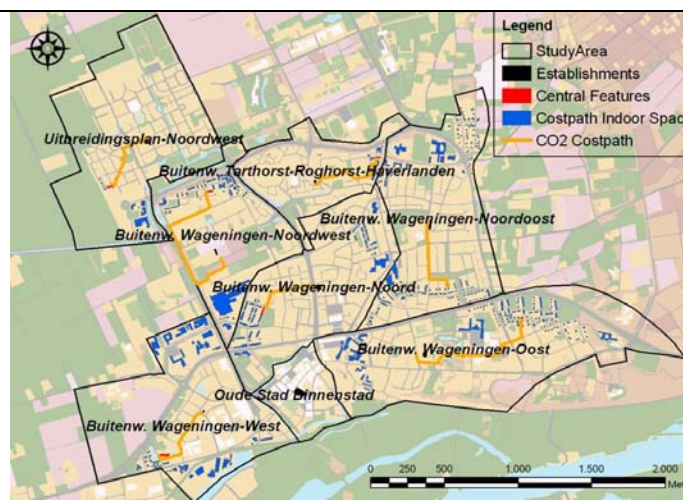 Legend
StudyArea
Establishments
Central Features
Costpath Indoor Spac
CO2 Costpath
Uitbreidingsplan-Noordwest
Buitenw. Tarthorst-Roghorst-Haverlanden
Buitenw. Wageningen-Noordoost
Buitenw. Wageningen-Noordwest
Buitenw. Wageningen-Noord
Buitenw. Wageningen-Oost
Oude Stad Binnenstad
Buitenw. Wageningen-West
0 250 500 1.000 1.500 2.000
Met